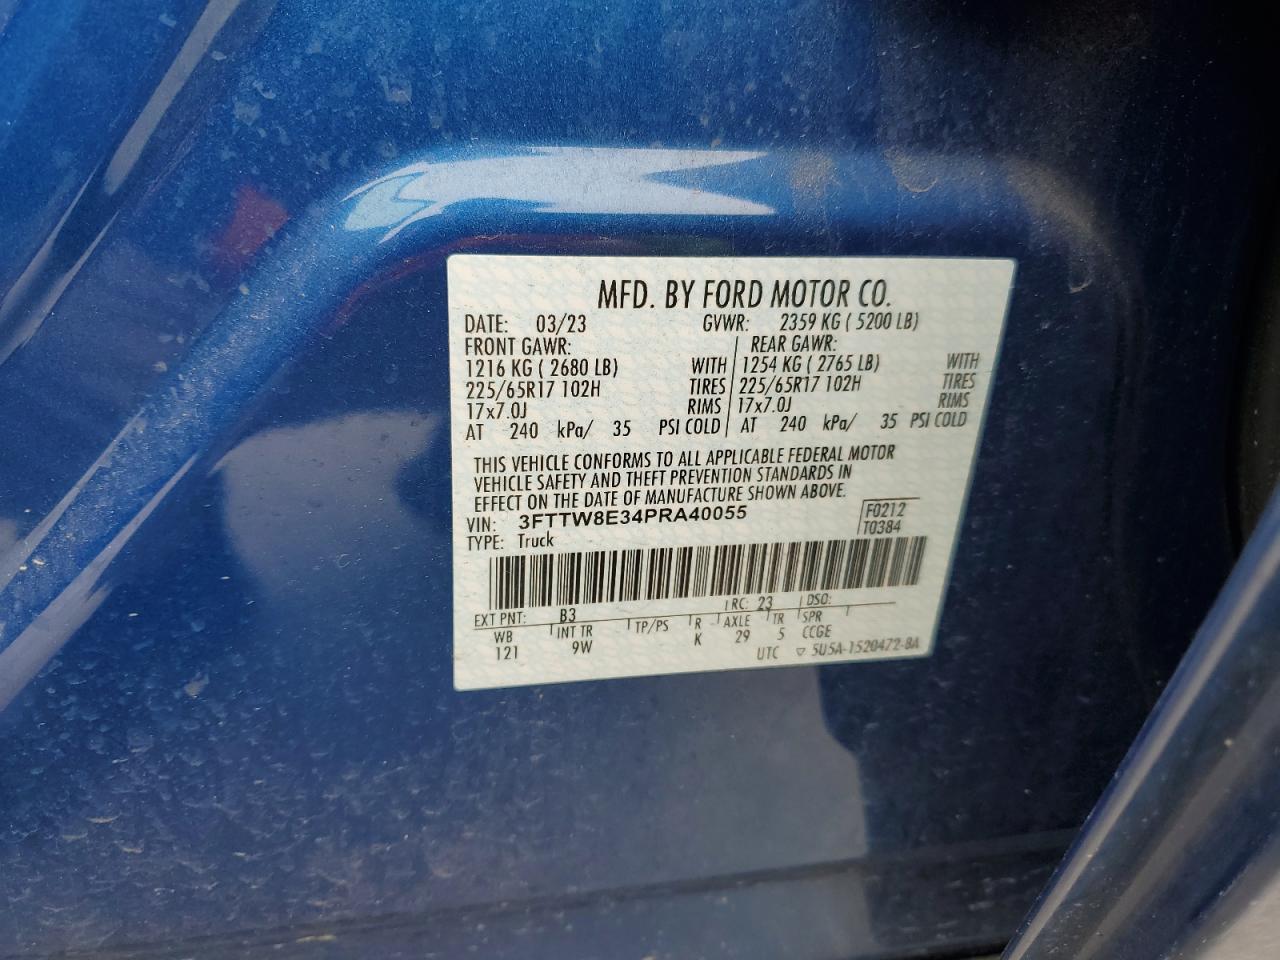 MFD. BY FORD MOTOR CO.
DATE: 03/23 GVWR: 2359 KG ( 5200 LB)
FRONT GAWR: REAR GAWR:
1216 KG ( 2680 LB) WITH 1254 KG ( 2765 LB) WITH
225/65R17 102H TIRES 225/65R17 102H TIRES
17x7.0J RIMS 17x7.0J RIMS
AT 240 kPa/ 35 PSI COLD AT 240 kPa/ 35 PSI COLD
THIS VEHICLE CONFORMS TO ALL APPLICABLE FEDERAL MOTOR
VEHICLE SAFETY AND THEFT PREVENTION STANDARDS IN
EFFECT ON THE DATE OF MANUFACTURE SHOWN ABOVE.
VIN: 3FTTW8E34PRA40055 F0212
TYPE: Truck T0384
EXT PNT: B3 RC: 23 DSO:
WB INT TR TP/PS R AXLE TR SPR
121 9W K 29 5 CCGE
UTC ▽ 5U5A-1520472-BA